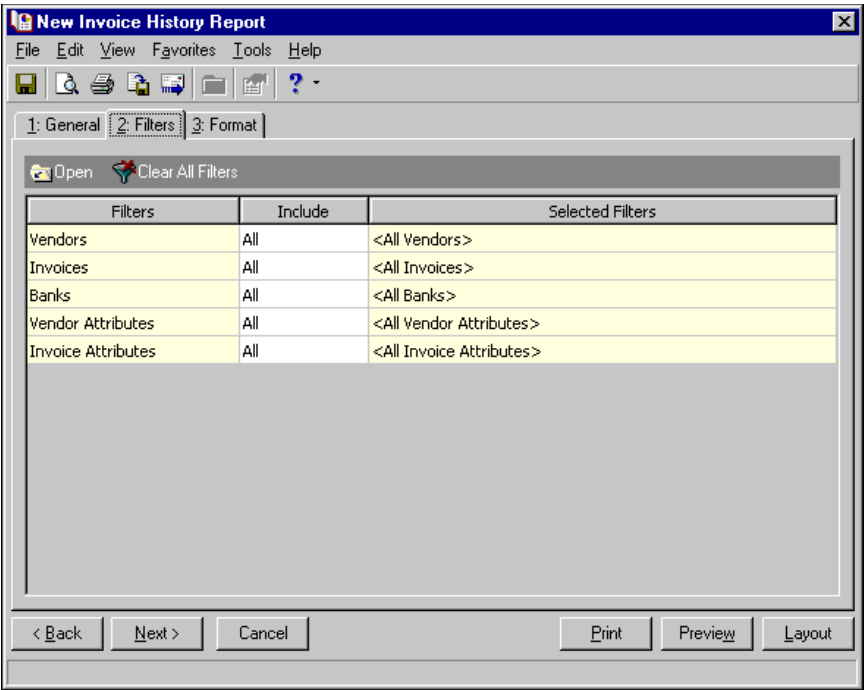 New Invoice History Report
File Edit View Favorites Tools Help
?
1: General 2: Filters 3: Format
Open Clear All Filters
Filters Include Selected Filters
Vendors All <All Vendors>
Invoices All <All Invoices>
Banks All <All Banks>
Vendor Attributes All <All Vendor Attributes>
Invoice Attributes All <All Invoice Attributes>
< Back Next > Cancel Print Preview Layout